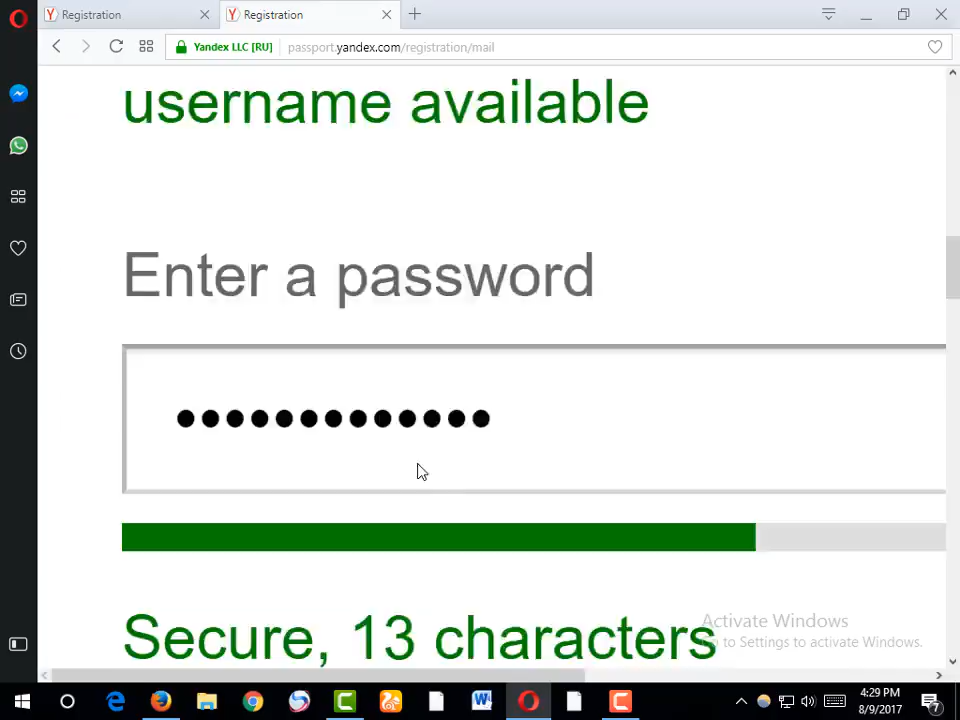 Registration
Registration
Yandex LLC [RU]
passport.yandex.com/registration/mail
username available
Enter a password
Secure, 13 characters
Activate Windows
Go to Settings to activate Windows.
4:29 PM
8/9/2017
7